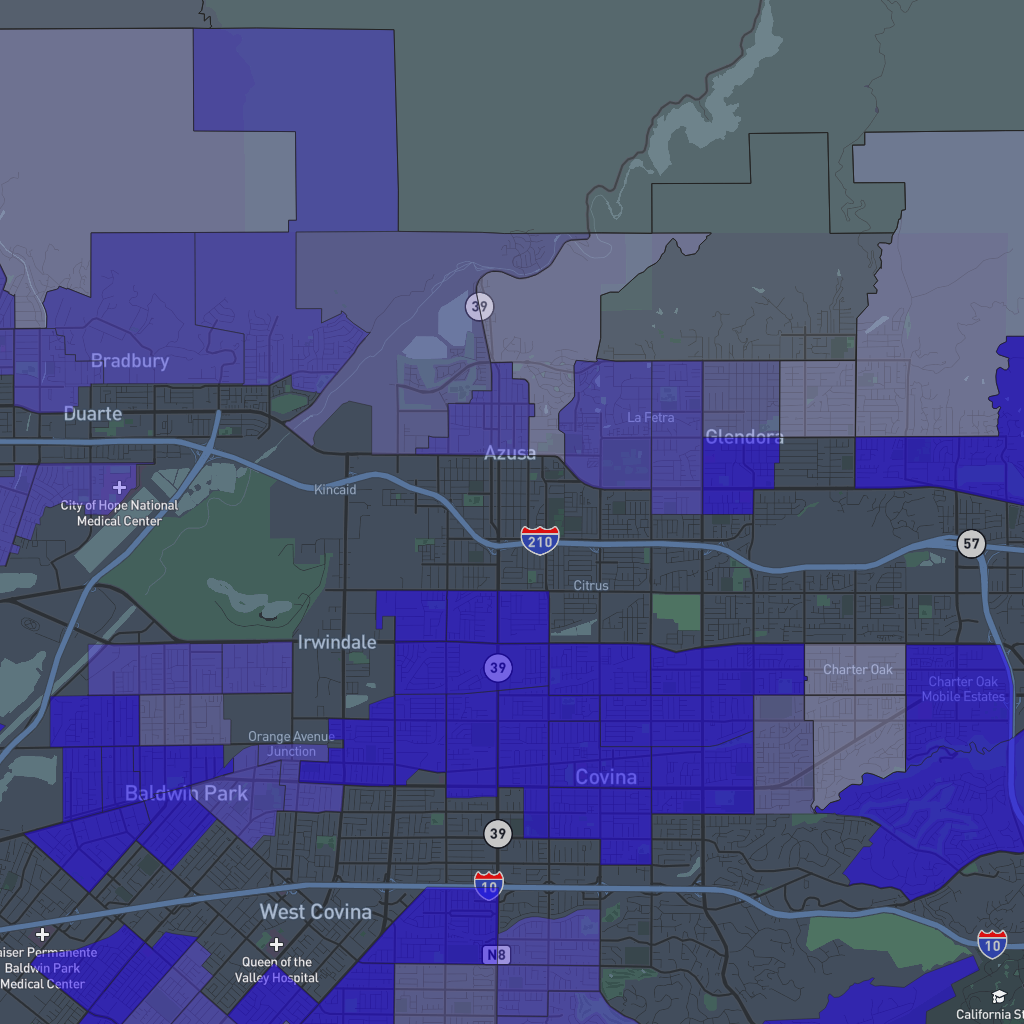 39
Bradbury
Duarte
La Fetra
Glendora
Azusa
City of Hope National
Medical Center
Kincaid
210
57
Citrus
Irwindale
39
Charter Oak
Charter Oak
Mobile Estates
Orange Avenue
Junction
Covina
Baldwin Park
39
10
West Covina
aiser Permanente
Baldwin Park
Medical Center
Queen of the
Valley Hospital
N8
10
California St